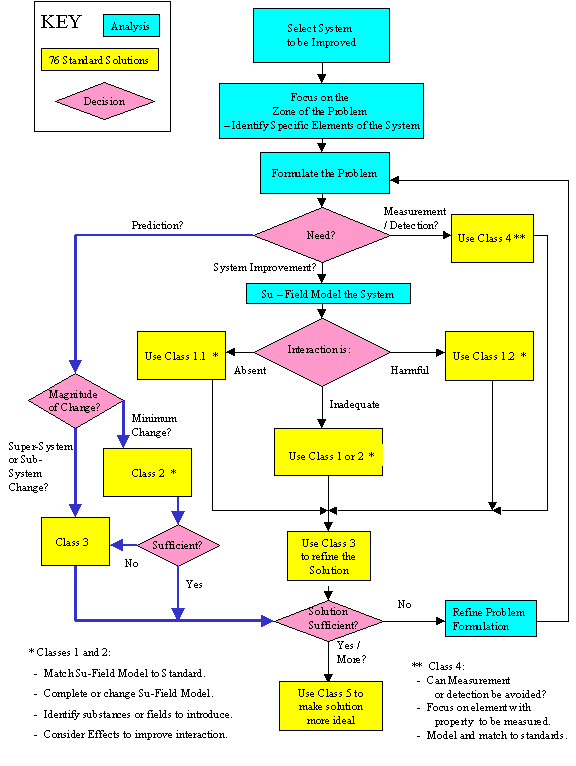 KEY
Analysis
76 Standard Solutions
Decision
Select System
to be Improved
Focus on the
Zone of the Problem
– Identify Specific Elements of the System
Formulate the Problem
Prediction?
Need?
Measurement
/ Detection?
Use Class 4 **
System Improvement?
Su – Field Model the System
Use Class 1.1 *
Absent
Interaction is:
Harmful
Use Class 1.2 *
Inadequate
Magnitude
of Change?
Minimum
Change?
Super-System
or Sub-
System
Change?
Class 2 *
Use Class 1 or 2 *
Class 3
Sufficient?
No
Yes
Use Class 3
to refine the
Solution
Solution
Sufficient?
No
Refine Problem
Formulation
Yes /
More?
Use Class 5 to
make solution
more ideal
* Classes 1 and 2:
- Match Su-Field Model to Standard.
- Complete or change Su-Field Model.
- Identify substances or fields to introduce.
- Consider Effects to improve interaction.
** Class 4:
- Can Measurement
or detection be avoided?
- Focus on element with
property to be measured.
- Model and match to standards.